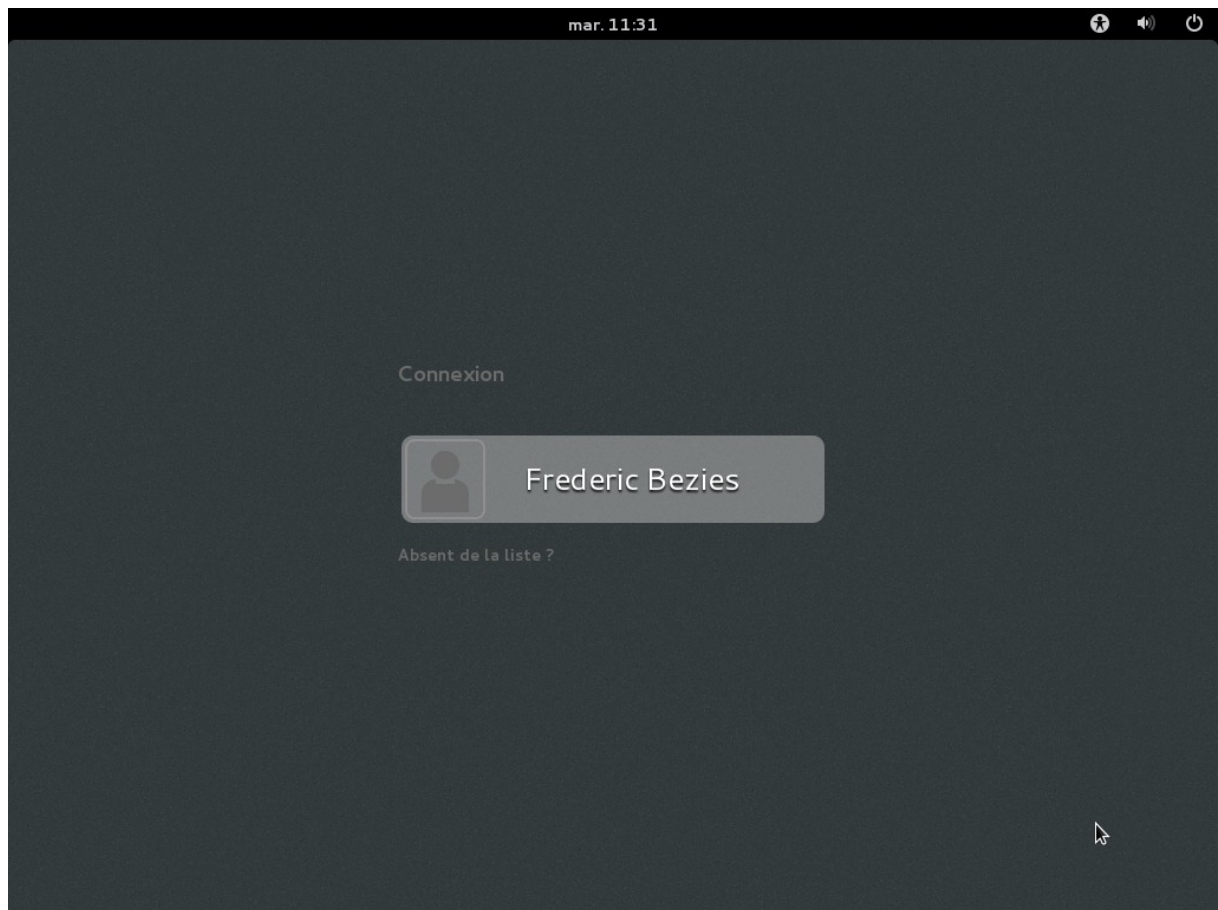 mar. 11:31
Connexion
Frederic Bezies
Absent de la liste ?